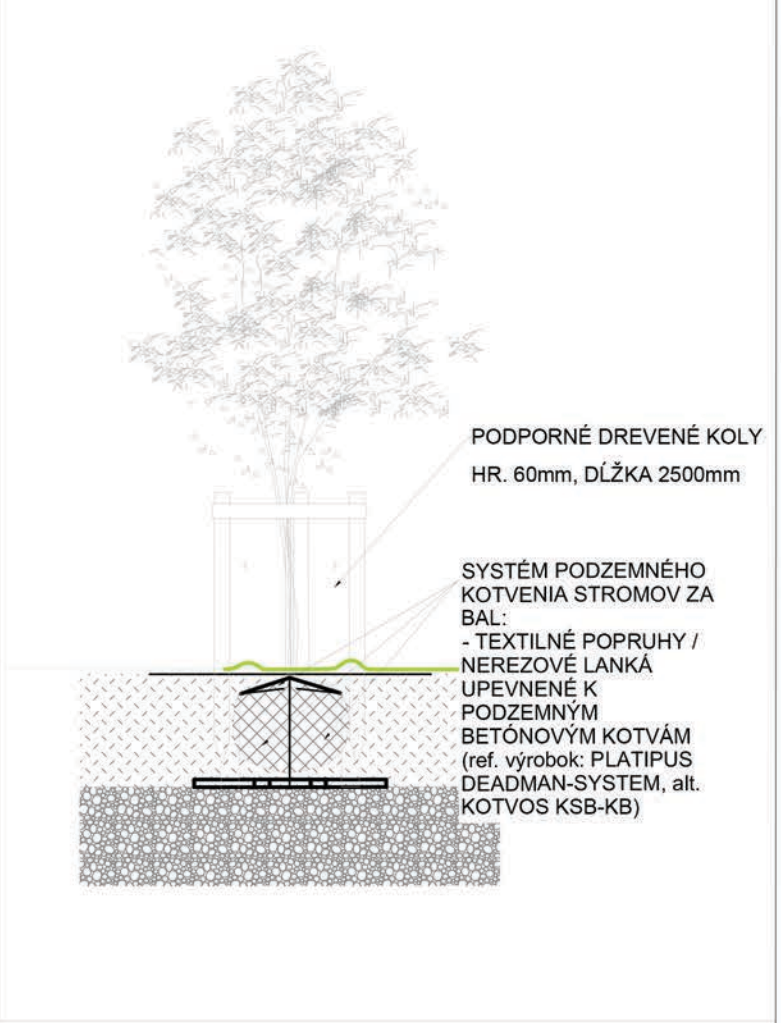 PODPORNÉ DREVENÉ KOLY
HR. 60mm, DĹŽKA 2500mm
SYSTÉM PODZEMNÉHO
KOTVENIA STROMOV ZA
BAL:
- TEXTILNÉ POPRUHY /
NEREZOVÉ LANKÁ
UPEVNENÉ K
PODZEMNÝM
BETÓNOVÝM KOTVÁM
(ref. výrobok: PLATIPUS
DEADMAN-SYSTEM, alt.
KOTVOS KSB-KB)